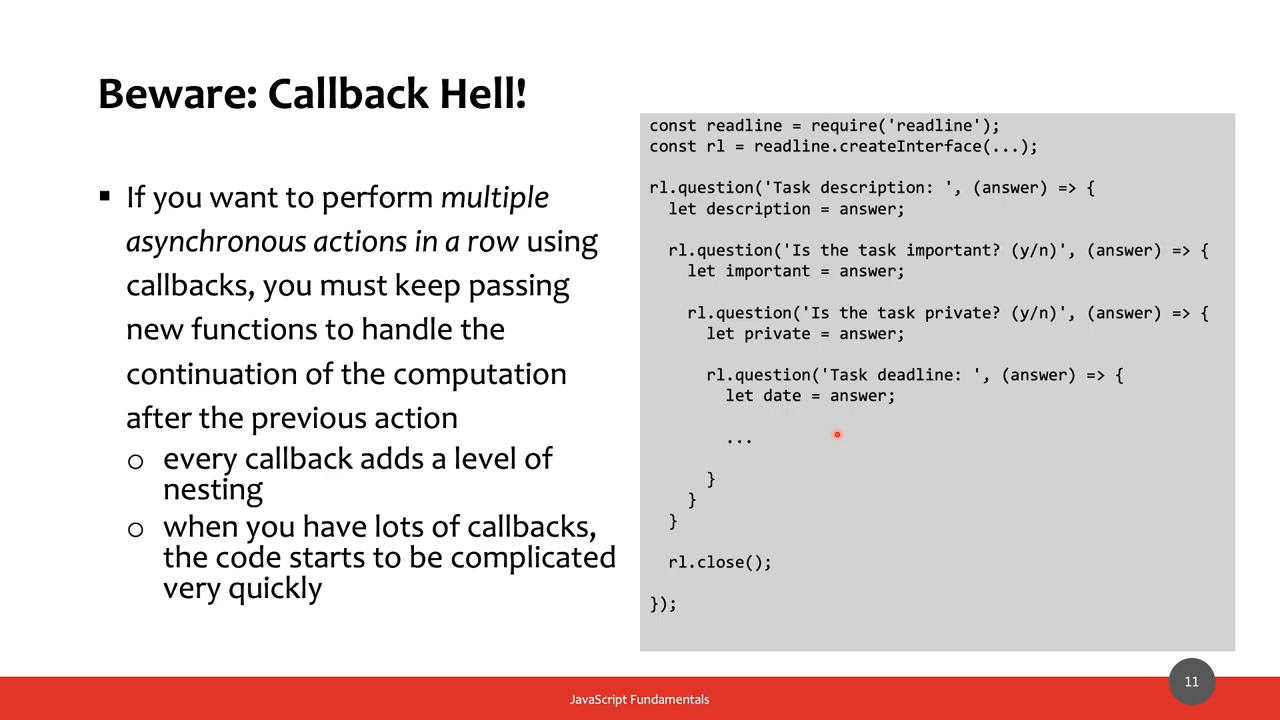 Beware: Callback Hell!
▪ If you want to perform multiple
asynchronous actions in a row using
callbacks, you must keep passing
new functions to handle the
continuation of the computation
after the previous action
o every callback adds a level of
nesting
o when you have lots of callbacks,
the code starts to be complicated
very quickly
const readline = require('readline');
const rl = readline.createInterface(...);
rl.question('Task description: ', (answer) => {
let description = answer;
rl.question('Is the task important? (y/n)', (answer) => {
let important = answer;
rl.question('Is the task private? (y/n)', (answer) => {
let private = answer;
rl.question('Task deadline: ', (answer) => {
let date = answer;
...
}
}
}
rl.close();
});
JavaScript Fundamentals
11